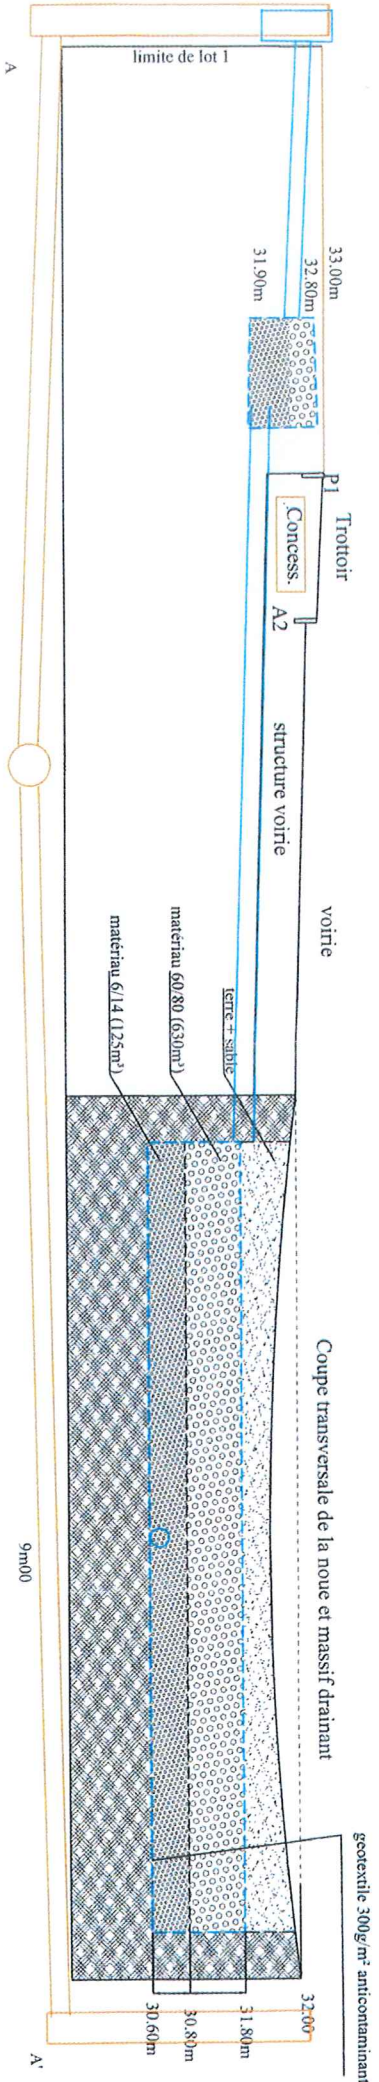 A
limite de lot 1
33.00m
32.80m
31.90m
P1
Trottoir
Concess.
A2
structure voirie
voirie
terre + sable
matériau 60/80 (630m³)
matériau 6/14 (125m³)
Coupe transversale de la noue et massif drainant
9m00
geotextile 300g/m² anticontaminant
32.00
31.80m
30.80m
30.60m
A'